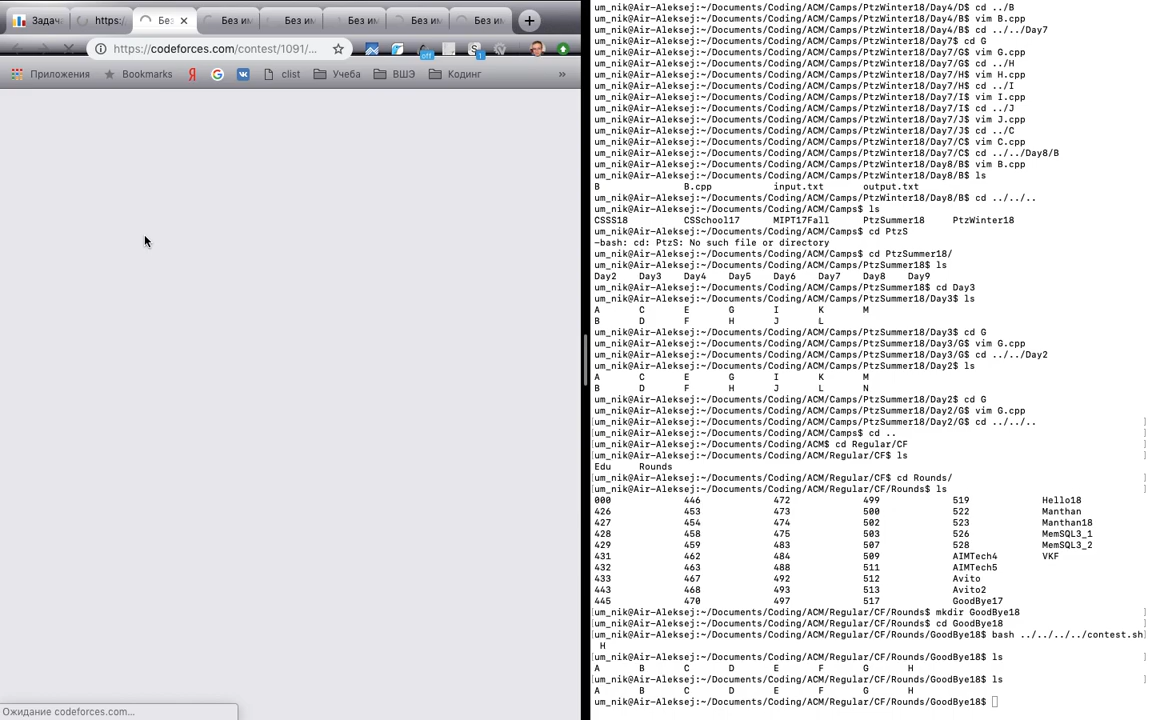 Задача
https:
Без
Без им
Без им
Без им
Без им
Без им
Без им
https://codeforces.com/contest/1091/...
off
1
Приложения
Bookmarks
clist
Учеба
ВШЭ
Кодинг
»
Ожидание codeforces.com...
um_nik@Air-Aleksej:~/Documents/Coding/ACM/Camps/PtzWinter18/Day4/D$ cd ../B
um_nik@Air-Aleksej:~/Documents/Coding/ACM/Camps/PtzWinter18/Day4/B$ vim B.cpp
um_nik@Air-Aleksej:~/Documents/Coding/ACM/Camps/PtzWinter18/Day4/B$ cd ../../Day7
um_nik@Air-Aleksej:~/Documents/Coding/ACM/Camps/PtzWinter18/Day7$ cd G
um_nik@Air-Aleksej:~/Documents/Coding/ACM/Camps/PtzWinter18/Day7/G$ vim G.cpp
um_nik@Air-Aleksej:~/Documents/Coding/ACM/Camps/PtzWinter18/Day7/G$ cd ../H
um_nik@Air-Aleksej:~/Documents/Coding/ACM/Camps/PtzWinter18/Day7/H$ vim H.cpp
um_nik@Air-Aleksej:~/Documents/Coding/ACM/Camps/PtzWinter18/Day7/H$ cd ../I
um_nik@Air-Aleksej:~/Documents/Coding/ACM/Camps/PtzWinter18/Day7/I$ vim I.cpp
um_nik@Air-Aleksej:~/Documents/Coding/ACM/Camps/PtzWinter18/Day7/I$ cd ../J
um_nik@Air-Aleksej:~/Documents/Coding/ACM/Camps/PtzWinter18/Day7/J$ vim J.cpp
um_nik@Air-Aleksej:~/Documents/Coding/ACM/Camps/PtzWinter18/Day7/J$ cd ../C
um_nik@Air-Aleksej:~/Documents/Coding/ACM/Camps/PtzWinter18/Day7/C$ vim C.cpp
um_nik@Air-Aleksej:~/Documents/Coding/ACM/Camps/PtzWinter18/Day7/C$ cd ../../Day8/B
um_nik@Air-Aleksej:~/Documents/Coding/ACM/Camps/PtzWinter18/Day8/B$ vim B.cpp
um_nik@Air-Aleksej:~/Documents/Coding/ACM/Camps/PtzWinter18/Day8/B$ ls
B B.cpp input.txt output.txt
um_nik@Air-Aleksej:~/Documents/Coding/ACM/Camps/PtzWinter18/Day8/B$ cd ../../..
um_nik@Air-Aleksej:~/Documents/Coding/ACM/Camps$ ls
CSSS18 CSSchool17 MIPT17Fall PtzSummer18 PtzWinter18
um_nik@Air-Aleksej:~/Documents/Coding/ACM/Camps$ cd PtzS
-bash: cd: PtzS: No such file or directory
um_nik@Air-Aleksej:~/Documents/Coding/ACM/Camps$ cd PtzSummer18/
um_nik@Air-Aleksej:~/Documents/Coding/ACM/Camps/PtzSummer18$ ls
Day2 Day3 Day4 Day5 Day6 Day7 Day8 Day9
um_nik@Air-Aleksej:~/Documents/Coding/ACM/Camps/PtzSummer18$ cd Day3
um_nik@Air-Aleksej:~/Documents/Coding/ACM/Camps/PtzSummer18/Day3$ ls
A C E G I K M
B D F H J L
um_nik@Air-Aleksej:~/Documents/Coding/ACM/Camps/PtzSummer18/Day3$ cd G
um_nik@Air-Aleksej:~/Documents/Coding/ACM/Camps/PtzSummer18/Day3/G$ vim G.cpp
um_nik@Air-Aleksej:~/Documents/Coding/ACM/Camps/PtzSummer18/Day3/G$ cd ../../Day2
um_nik@Air-Aleksej:~/Documents/Coding/ACM/Camps/PtzSummer18/Day2$ ls
A C E G I K M
B D F H J L N
um_nik@Air-Aleksej:~/Documents/Coding/ACM/Camps/PtzSummer18/Day2$ cd G
um_nik@Air-Aleksej:~/Documents/Coding/ACM/Camps/PtzSummer18/Day2/G$ vim G.cpp
[um_nik@Air-Aleksej:~/Documents/Coding/ACM/Camps/PtzSummer18/Day2/G$ cd ../../.. ]
[um_nik@Air-Aleksej:~/Documents/Coding/ACM/Camps$ cd .. ]
[um_nik@Air-Aleksej:~/Documents/Coding/ACM$ cd Regular/CF ]
[um_nik@Air-Aleksej:~/Documents/Coding/ACM/Regular/CF$ ls ]
Edu Rounds
[um_nik@Air-Aleksej:~/Documents/Coding/ACM/Regular/CF$ cd Rounds/ ]
[um_nik@Air-Aleksej:~/Documents/Coding/ACM/Regular/CF/Rounds$ ls ]
000 446 472 499 519 Hello18
426 453 473 500 522 Manthan
427 454 474 502 523 Manthan18
428 458 475 503 526 MemSQL3_1
429 459 483 507 528 MemSQL3_2
431 462 484 509 AIMTech4 VKF
432 463 488 511 AIMTech5
433 467 492 512 Avito
443 468 493 513 Avito2
445 470 497 517 GoodBye17
[um_nik@Air-Aleksej:~/Documents/Coding/ACM/Regular/CF/Rounds$ mkdir GoodBye18 ]
[um_nik@Air-Aleksej:~/Documents/Coding/ACM/Regular/CF/Rounds$ cd GoodBye18 ]
[um_nik@Air-Aleksej:~/Documents/Coding/ACM/Regular/CF/Rounds/GoodBye18$ bash ../../../../contest.sh]
H
[um_nik@Air-Aleksej:~/Documents/Coding/ACM/Regular/CF/Rounds/GoodBye18$ ls ]
A B C D E F G H
[um_nik@Air-Aleksej:~/Documents/Coding/ACM/Regular/CF/Rounds/GoodBye18$ ls ]
A B C D E F G H
um_nik@Air-Aleksej:~/Documents/Coding/ACM/Regular/CF/Rounds/GoodBye18$